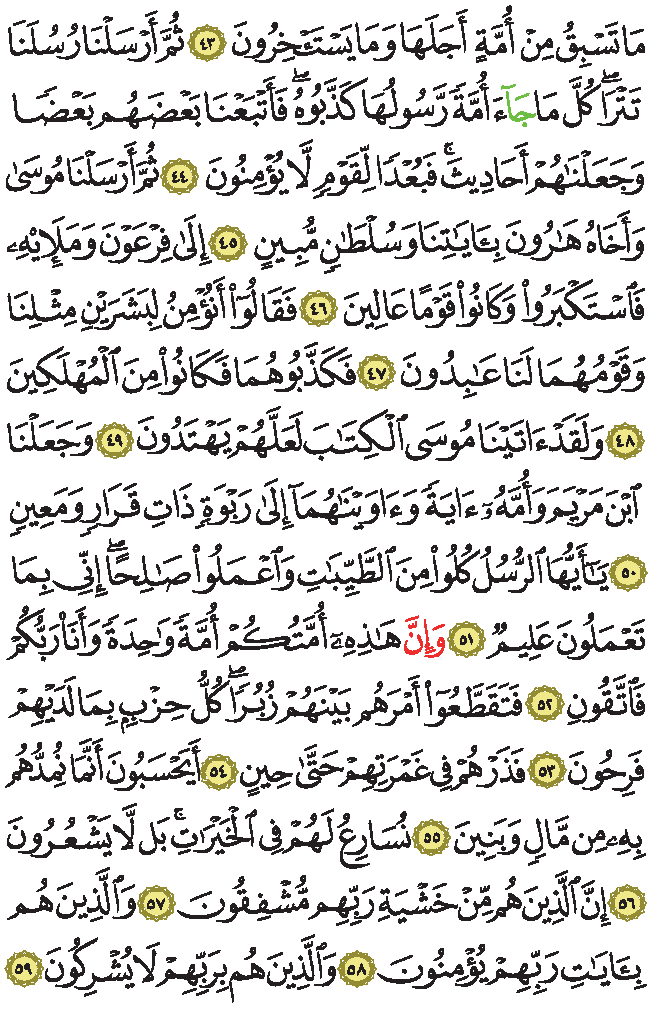 مَا تَسْبِقُ مِنْ أُمَّةٍ أَجَلَهَا وَمَا يَسْتَـْٔخِرُونَ ٤٣ ثُمَّ أَرْسَلْنَا رُسُلَنَا
تَتْرَاۖ كُلَّ مَا جَآءَ أُمَّةٗ رَّسُولُهَا كَذَّبُوهُۖ فَأَتْبَعْنَا بَعْضَهُم بَعْضٗا
وَجَعَلْنَٰهُمْ أَحَادِيثَۚ فَبُعْدٗا لِّقَوْمٖ لَّا يُؤْمِنُونَ ٤٤ ثُمَّ أَرْسَلْنَا مُوسَىٰ
وَأَخَاهُ هَٰرُونَ بِـَٔايَٰتِنَا وَسُلْطَٰنٖ مُّبِينٍ ٤٥ إِلَىٰ فِرْعَوْنَ وَمَلَإِيْهِۦ
فَٱسْتَكْبَرُوا۟ وَكَانُوا۟ قَوْمًا عَالِينَ ٤٦ فَقَالُوٓا۟ أَنُؤْمِنُ لِبَشَرَيْنِ مِثْلِنَا
وَقَوْمُهُمَا لَنَا عَٰبِدُونَ ٤٧ فَكَذَّبُوهُمَا فَكَانُوا۟ مِنَ ٱلْمُهْلَكِينَ
٤٨ وَلَقَدْ ءَاتَيْنَا مُوسَى ٱلْكِتَٰبَ لَعَلَّهُمْ يَهْتَدُونَ ٤٩ وَجَعَلْنَا
ٱبْنَ مَرْيَمَ وَأُمَّهُۥٓ ءَايَةٗ وَءَاوَيْنَٰهُمَآ إِلَىٰ رَبْوَةٖ ذَاتِ قَرَارٖ وَمَعِينٖ
٥٠ يَٰٓأَيُّهَا ٱلرُّسُلُ كُلُوا۟ مِنَ ٱلطَّيِّبَٰتِ وَٱعْمَلُوا۟ صَٰلِحًاۖ إِنِّي بِمَا
تَعْمَلُونَ عَلِيمٞ ٥١ وَإِنَّ هَٰذِهِۦٓ أُمَّتُكُمْ أُمَّةٗ وَٰحِدَةٗ وَأَنَا۠ رَبُّكُمْ
فَٱتَّقُونِ ٥٢ فَتَقَطَّعُوٓا۟ أَمْرَهُم بَيْنَهُمْ زُبُرٗاۖ كُلُّ حِزْبِۭ بِمَا لَدَيْهِمْ
فَرِحُونَ ٥٣ فَذَرْهُمْ فِي غَمْرَتِهِمْ حَتَّىٰ حِينٍ ٥٤ أَيَحْسَبُونَ أَنَّمَا نُمِدُّهُم
بِهِۦ مِن مَّالٖ وَبَنِينَ ٥٥ نُسَارِعُ لَهُمْ فِي ٱلْخَيْرَٰتِۚ بَل لَّا يَشْعُرُونَ
٥٦ إِنَّ ٱلَّذِينَ هُم مِّنْ خَشْيَةِ رَبِّهِم مُّشْفِقُونَ ٥٧ وَٱلَّذِينَ هُم
بِـَٔايَٰتِ رَبِّهِمْ يُؤْمِنُونَ ٥٨ وَٱلَّذِينَ هُم بِرَبِّهِمْ لَا يُشْرِكُونَ ٥٩